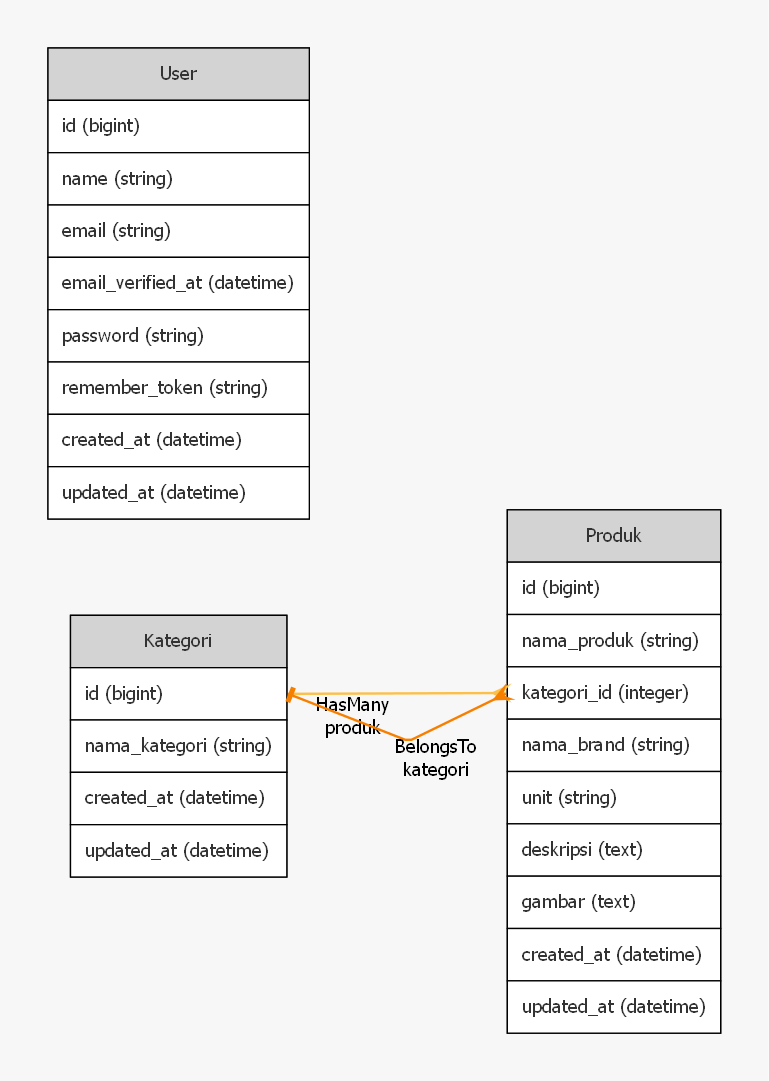 User
id (bigint)
name (string)
email (string)
email_verified_at (datetime)
password (string)
remember_token (string)
created_at (datetime)
updated_at (datetime)
Kategori
id (bigint)
nama_kategori (string)
created_at (datetime)
updated_at (datetime)
HasMany
produk
BelongsTo
kategori
Produk
id (bigint)
nama_produk (string)
kategori_id (integer)
nama_brand (string)
unit (string)
deskripsi (text)
gambar (text)
created_at (datetime)
updated_at (datetime)